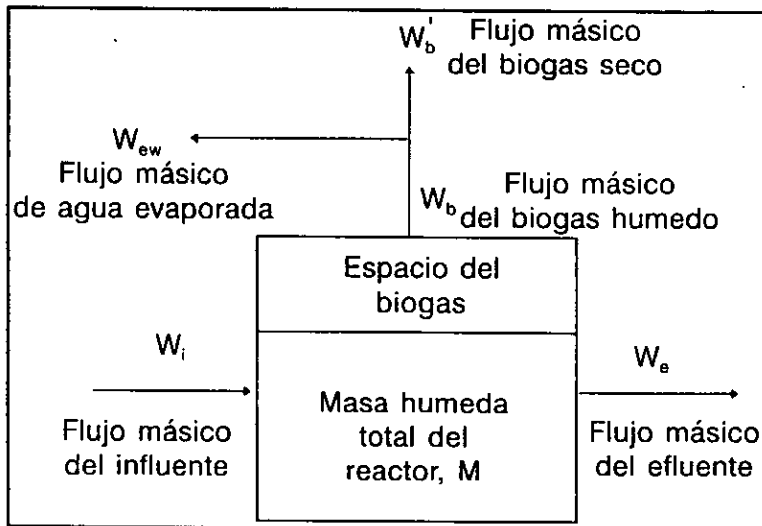 W'b Flujo másico
del biogas seco
Wew
Flujo másico
de agua evaporada
Flujo másico
Wb del biogas humedo
Espacio del
biogas
Wi
Flujo másico
del influente
Masa humeda
total del
reactor, M
We
Flujo másico
del efluente